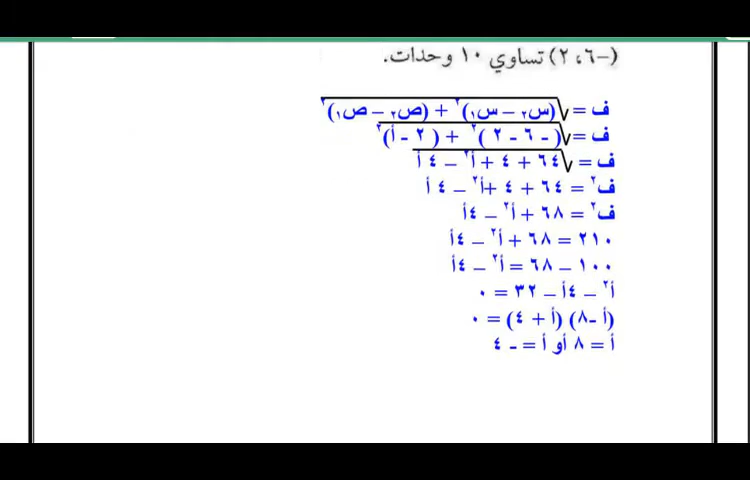 (−٦، ٢) تساوي ١٠ وحدات.
ف = √(س٢ – س١)٢ + (ص٢ – ص١)٢
ف = √(- ٦ - ٢ )٢ + ( ٢ - أ)٢
ف = √٦٤ + ٤ + أ٢ – ٤ أ
ف٢ = ٦٤ + ٤ +أ٢ – ٤ أ
ف٢ = ٦٨ + أ٢ – ٤أ
٢١٠ = ٦٨ + أ٢ – ٤أ
١٠٠ – ٦٨ = أ٢ – ٤أ
أ٢ – ٤أ – ٣٢ = ٠
(أ -٨) (أ + ٤) = ٠
أ = ٨ أو أ = - ٤